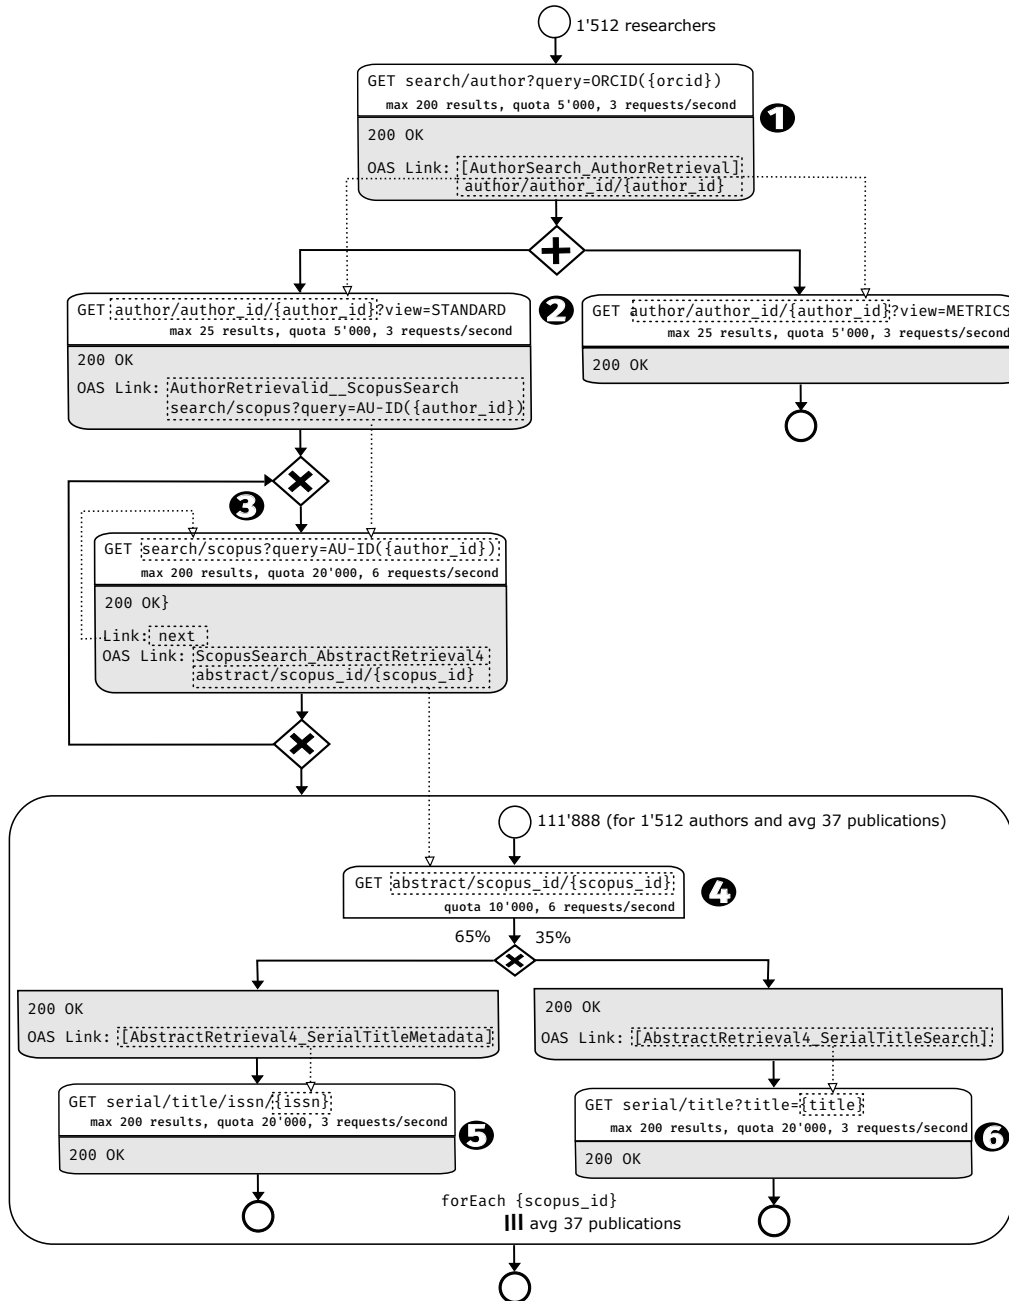 1'512 researchers
GET search/author?query=ORCID({orcid})
max 200 results, quota 5'000, 3 requests/second
1
200 OK
OAS Link: [AuthorSearch_AuthorRetrieval]
author/author_id/{author_id}
GET author/author_id/{author_id}?view=STANDARD
max 25 results, quota 5'000, 3 requests/second
200 OK
OAS Link: AuthorRetrievalid__ScopusSearch
search/scopus?query=AU-ID({author_id})
2
GET author/author_id/{author_id}?view=METRICS
max 25 results, quota 5'000, 3 requests/second
200 OK
3
GET search/scopus?query=AU-ID({author_id})
max 200 results, quota 20'000, 6 requests/second
200 OK}
Link: next
OAS Link: ScopusSearch_AbstractRetrieval4
abstract/scopus_id/{scopus_id}
111'888 (for 1'512 authors and avg 37 publications)
GET abstract/scopus_id/{scopus_id}
quota 10'000, 6 requests/second
4
65% 35%
200 OK
OAS Link: [AbstractRetrieval4_SerialTitleMetadata]
200 OK
OAS Link: [AbstractRetrieval4_SerialTitleSearch]
GET serial/title/issn/{issn}
max 200 results, quota 20'000, 3 requests/second
200 OK
5
GET serial/title?title={title}
max 200 results, quota 20'000, 3 requests/second
200 OK
6
forEach {scopus_id}
avg 37 publications